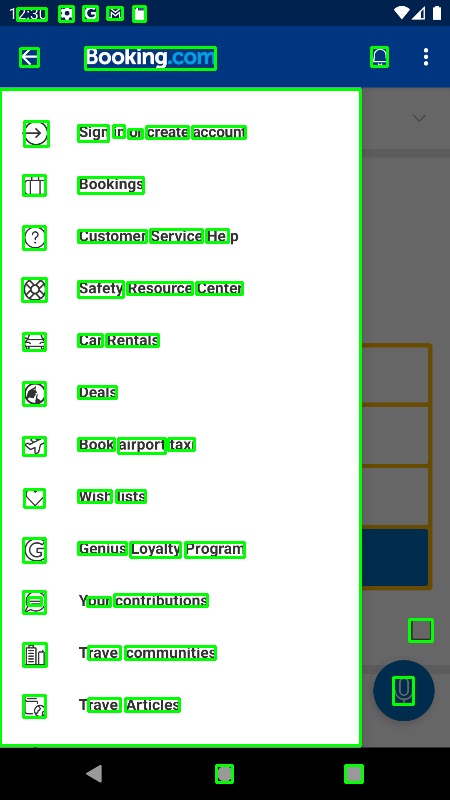 12:30
Booking.com
Sign in or create account
Bookings
Customer Service Help
Safety Resource Center
Car Rentals
Deals
Book airport taxi
Wish lists
Genius Loyalty Program
Your contributions
Travel communities
Travel Articles